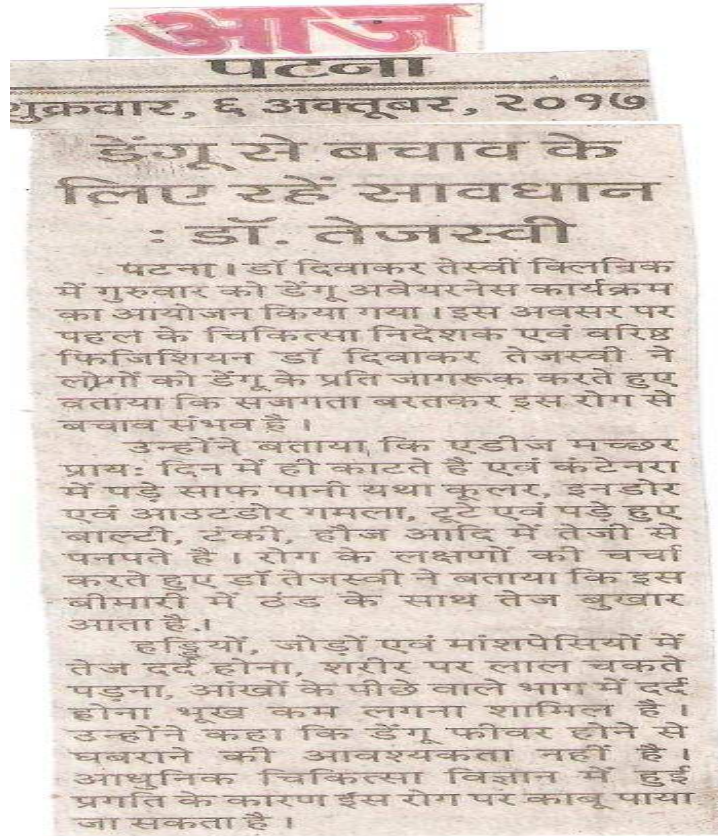 आज
पटना
शुक्रवार, ६ अक्तूबर, २०१७
डेंगू से बचाव के
लिए रहें सावधान
: डॉ. तेजस्वी
पटना। डॉ दिवाकर तेस्वी क्लिनिक
में गुरुवार को डेंगू अवेयरनेस कार्यक्रम
का आयोजन किया गया। इस अवसर पर
पहल के चिकित्सा निदेशक एवं वरिष्ठ
फिजिशियन डॉ दिवाकर तेजस्वी ने
लोगों को डेंगू के प्रति जागरूक करते हुए
बताया कि सजगता बरतकर इस रोग से
बचाव संभव है।
उन्होंने बताया कि एडीज मच्छर
प्राय: दिन में ही काटते है एवं कंटेनरा
में पड़े साफ पानी यथा कूलर, इनडोर
एवं आउटडोर गमला, टूटे एवं पड़े हुए
बाल्टी, टंकी, हौज आदि में तेजी से
पनपते है। रोग के लक्षणों की चर्चा
करते हुए डॉ तेजस्वी ने बताया कि इस
बीमारी में ठंड के साथ तेज बुखार
आता है।
हड्डियों, जोड़ों एवं मांशपेसियों में
तेज दर्द होना, शरीर पर लाल चकते
पड़ना, आंखों के पीछे वाले भाग में दर्द
होना भूख कम लगना शामिल है।
उन्होंने कहा कि डेंगू फीवर होने से
घबराने की आवश्यकता नहीं है।
आधुनिक चिकित्सा विज्ञान में हुई
प्रगति के कारण इस रोग पर काबू पाया
जा सकता है।